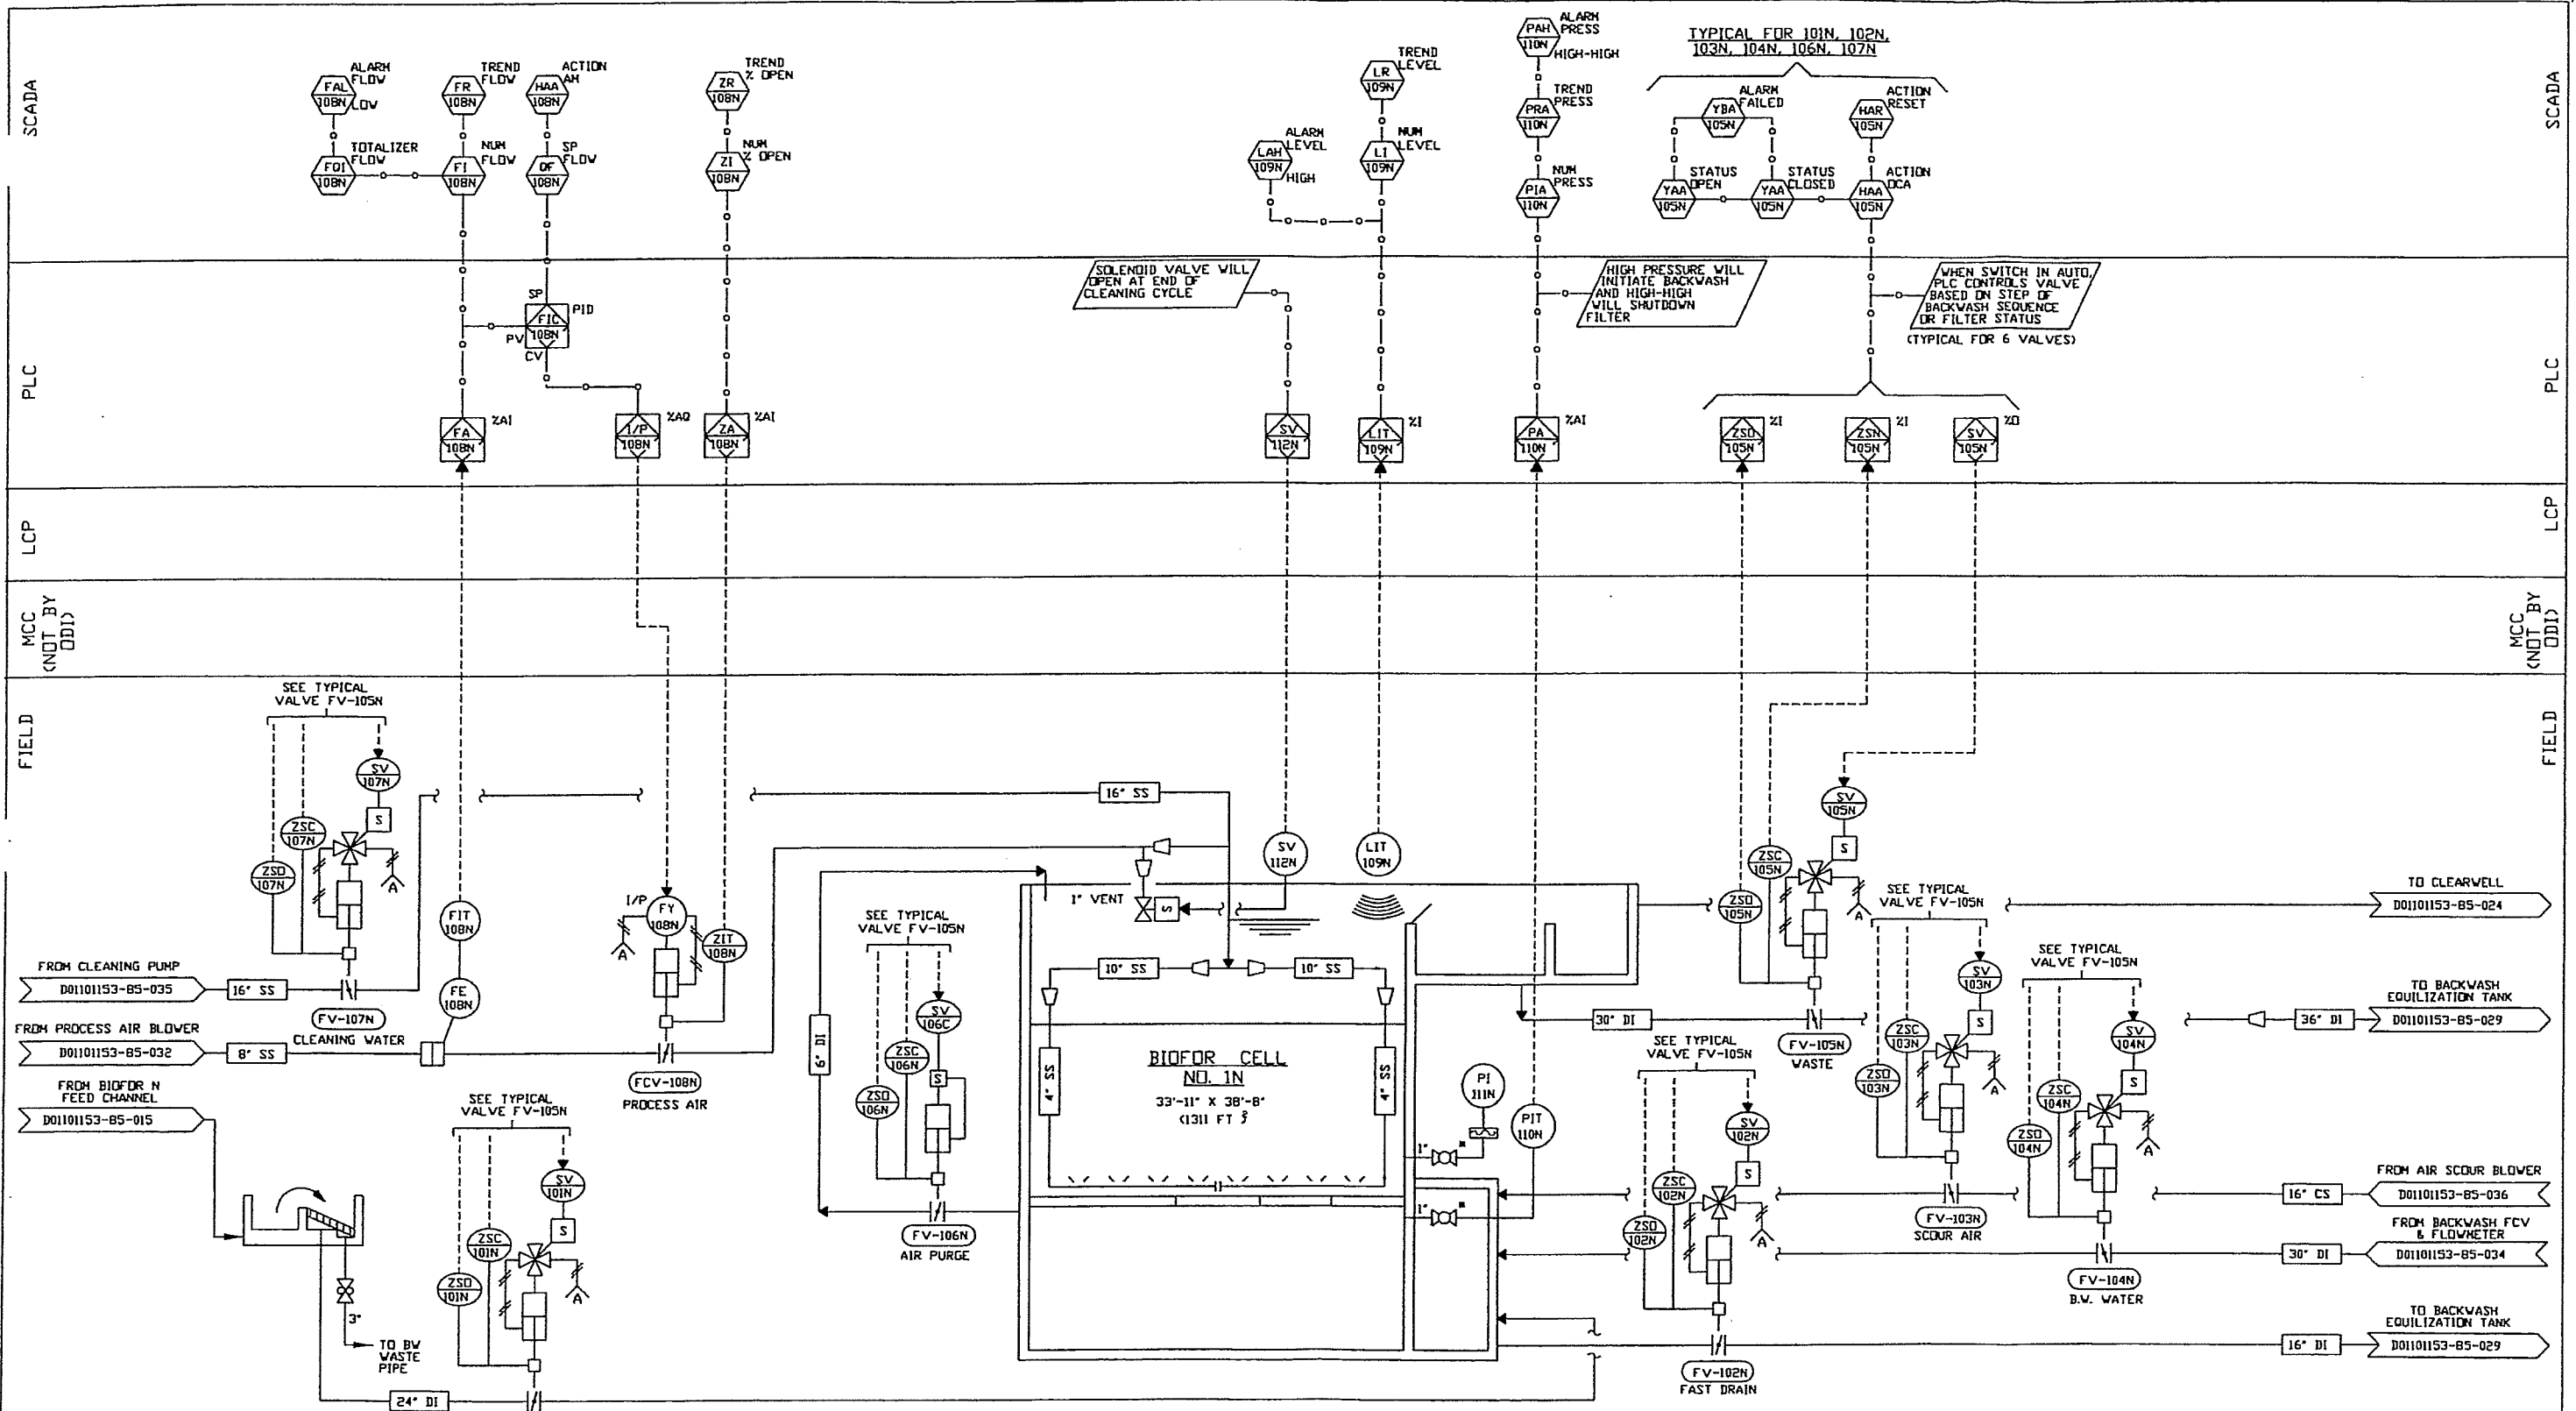 SCADA
SCADA
ALARM
FLOW
FAL
108N
LOW
TREND
FLOW
FR
108N
ACTION
AM
HAA
108N
TREND
% OPEN
ZR
108N
TOTALIZER
FLOW
FQI
108N
NUM
FLOW
FI
108N
SP
FLOW
QF
108N
NUM
% OPEN
ZI
108N
ALARM
LEVEL
LAH
109N
HIGH
TREND
LEVEL
LR
109N
NUM
LEVEL
LI
109N
ALARM
PRESS
PAH
110N
HIGH-HIGH
TREND
PRESS
PRA
110N
NUM
PRESS
PIA
110N
TYPICAL FOR 101N, 102N,
103N, 104N, 106N, 107N
ALARM
FAILED
YBA
105N
ACTION
RESET
HAR
105N
STATUS
OPEN
YAA
105N
STATUS
CLOSED
YAA
105N
ACTION
OCA
HAA
105N
PLC
PLC
SP
PID
FIC
108N
PV
CV
SOLENOID VALVE WILL
OPEN AT END OF
CLEANING CYCLE
HIGH PRESSURE WILL
INITIATE BACKWASH
AND HIGH-HIGH
WILL SHUTDOWN
FILTER
WHEN SWITCH IN AUTO,
PLC CONTROLS VALVE
BASED ON STEP OF
BACKWASH SEQUENCE
OR FILTER STATUS
(TYPICAL FOR 6 VALVES)
FA
108N
%AI
I/P
108N
%AQ
ZA
108N
%AI
SV
112N
LIT
109N
%I
PA
110N
%AI
ZSO
105N
%I
ZSN
105N
%I
SV
105N
%O
LCP
LCP
MCC
(NOT BY
ODI)
MCC
(NOT BY
ODI)
FIELD
FIELD
SEE TYPICAL
VALVE FV-105N
SV
107N
S
ZSC
107N
ZSO
107N
A
FIT
108N
FE
108N
I/P
FY
108N
A
ZIT
108N
16" SS
1" VENT
S
SV
112N
LIT
109N
FROM CLEANING PUMP
D01101153-85-035
16" SS
FV-107N
CLEANING WATER
FROM PROCESS AIR BLOWER
D01101153-85-032
8" SS
FCV-108N
PROCESS AIR
FROM BIOFOR N
FEED CHANNEL
D01101153-85-015
3"
TO BW
WASTE
PIPE
24" DI
SEE TYPICAL
VALVE FV-105N
SV
101N
S
ZSC
101N
ZSO
101N
A
6" DI
SEE TYPICAL
VALVE FV-105N
SV
106C
S
ZSC
106N
ZSO
106N
FV-106N
AIR PURGE
10" SS
10" SS
4" SS
4" SS
BIOFOR CELL
NO. 1N
33'-11" X 38'-8"
(1311 FT²)
PI
111N
PIT
110N
1"
*
1"
*
SV
105N
S
ZSC
105N
ZSO
105N
A
30" DI
FV-105N
WASTE
SEE TYPICAL
VALVE FV-105N
SV
102N
S
ZSC
102N
ZSO
102N
A
FV-102N
FAST DRAIN
SEE TYPICAL
VALVE FV-105N
SV
103N
S
ZSC
103N
ZSO
103N
A
FV-103N
SCOUR AIR
SEE TYPICAL
VALVE FV-105N
SV
104N
S
ZSC
104N
ZSO
104N
A
FV-104N
B.W. WATER
TO CLEARWELL
D01101153-85-024
TO BACKWASH
EQUILIZATION TANK
36" DI
D01101153-85-029
FROM AIR SCOUR BLOWER
16" CS
D01101153-85-036
FROM BACKWASH FCV
& FLOWMETER
30" DI
D01101153-85-034
TO BACKWASH
EQUILIZATION TANK
16" DI
D01101153-85-029